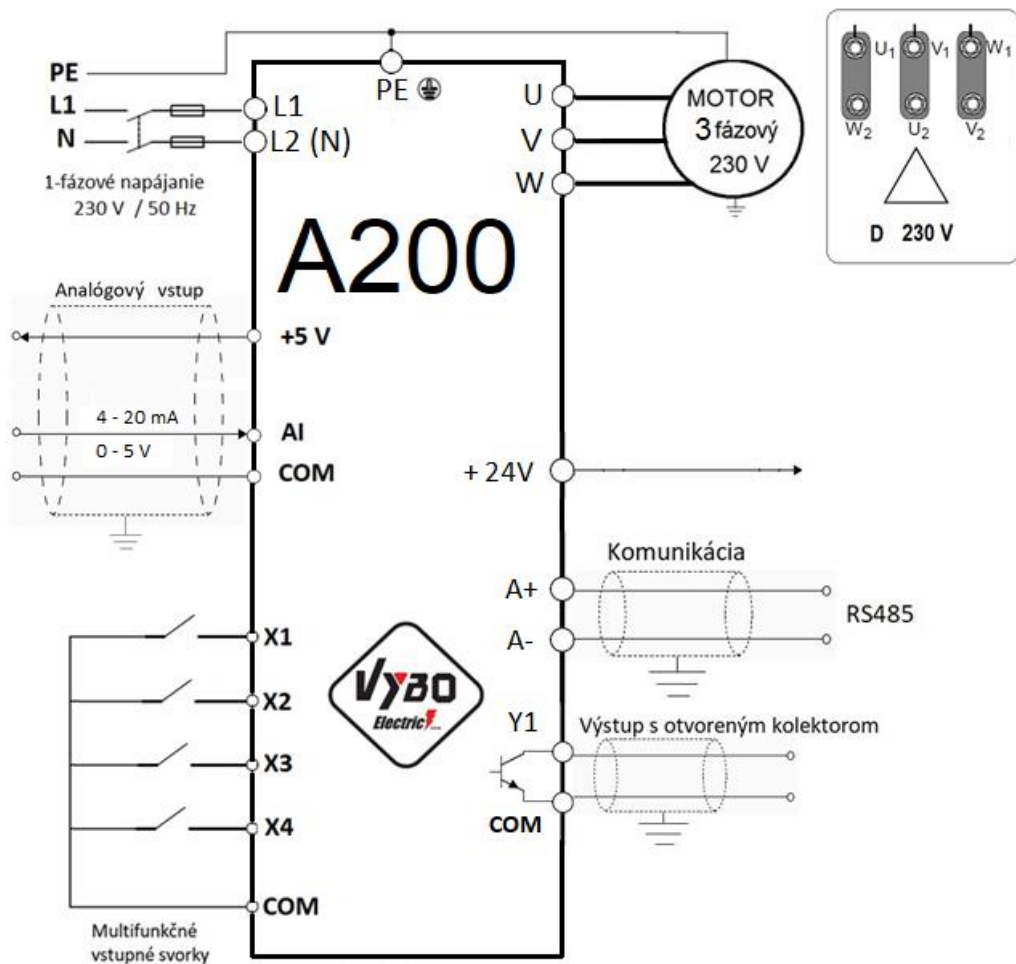 PE
L1
N
1-fázové napájanie
230 V / 50 Hz
PE
L1
L2 (N)
U
V
W
MOTOR
3 fázový
230 V
U1 V1 W1
W2 U2 V2
D 230 V
A200
Analógový vstup
+5 V
4 - 20 mA
AI
0 - 5 V
COM
+ 24V
Komunikácia
A+
A-
RS485
X1
X2
X3
X4
COM
Multifunkčné
vstupné svorky
VYBO
Electric
Y1
Výstup s otvoreným kolektorom
COM